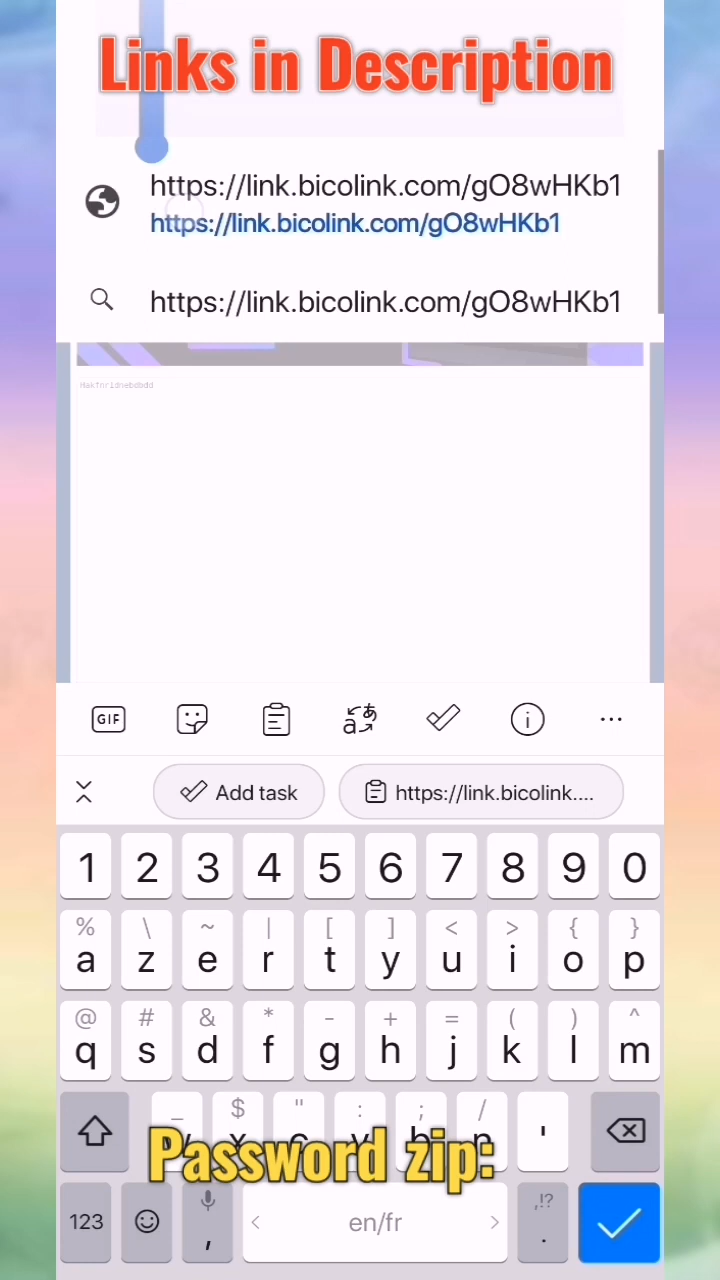 Links in Description
https://link.bicolink.com/gO8wHKb1
https://link.bicolink.com/gO8wHKb1
https://link.bicolink.com/gO8wHKb1
GIF
Add task
https://link.bicolink....
1 2 3 4 5 6 7 8 9 0
% \ ~ | [ ] < > { }
a z e r t y u i o p
@ # & * - + = ( ) ^
q s d f g h j k l m
_ $ " : ; /
'
Password zip:
,!?
123 , < en/fr > .